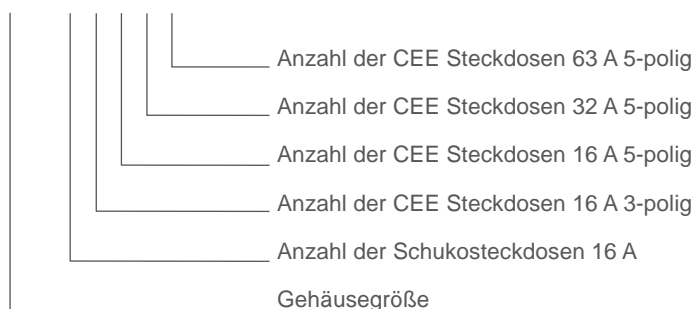 Anzahl der CEE Steckdosen 63 A 5-polig
Anzahl der CEE Steckdosen 32 A 5-polig
Anzahl der CEE Steckdosen 16 A 5-polig
Anzahl der CEE Steckdosen 16 A 3-polig
Anzahl der Schukosteckdosen 16 A
Gehäusegröße